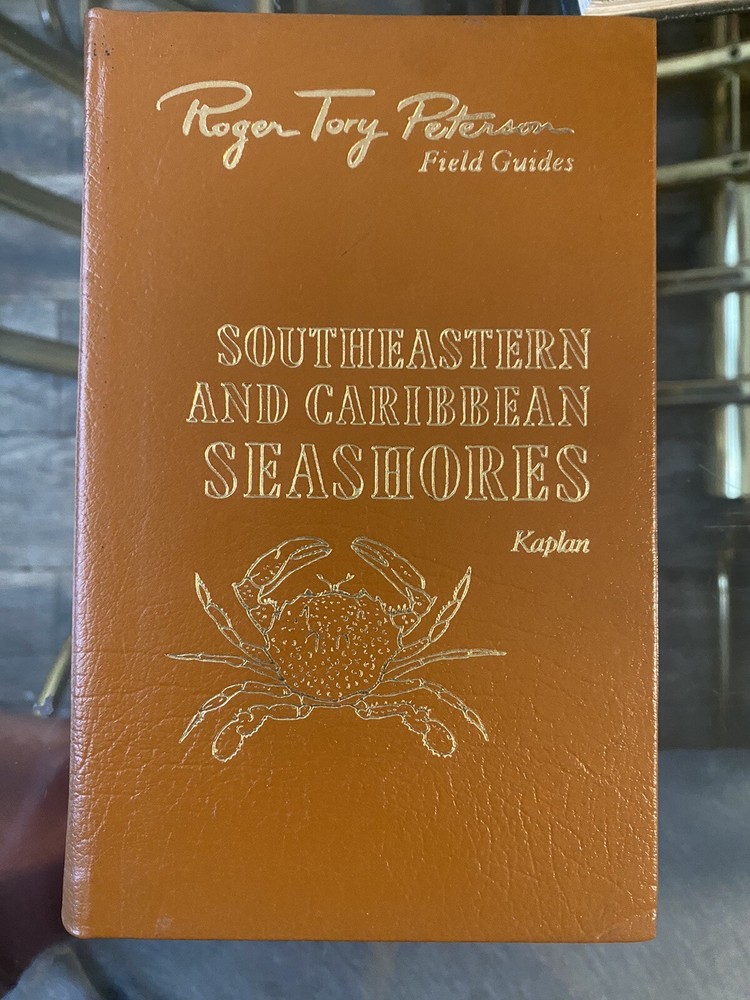 Roger Tory Peterson
Field Guides
SOUTHEASTERN
AND CARIBBEAN
SEASHORES
Kaplan